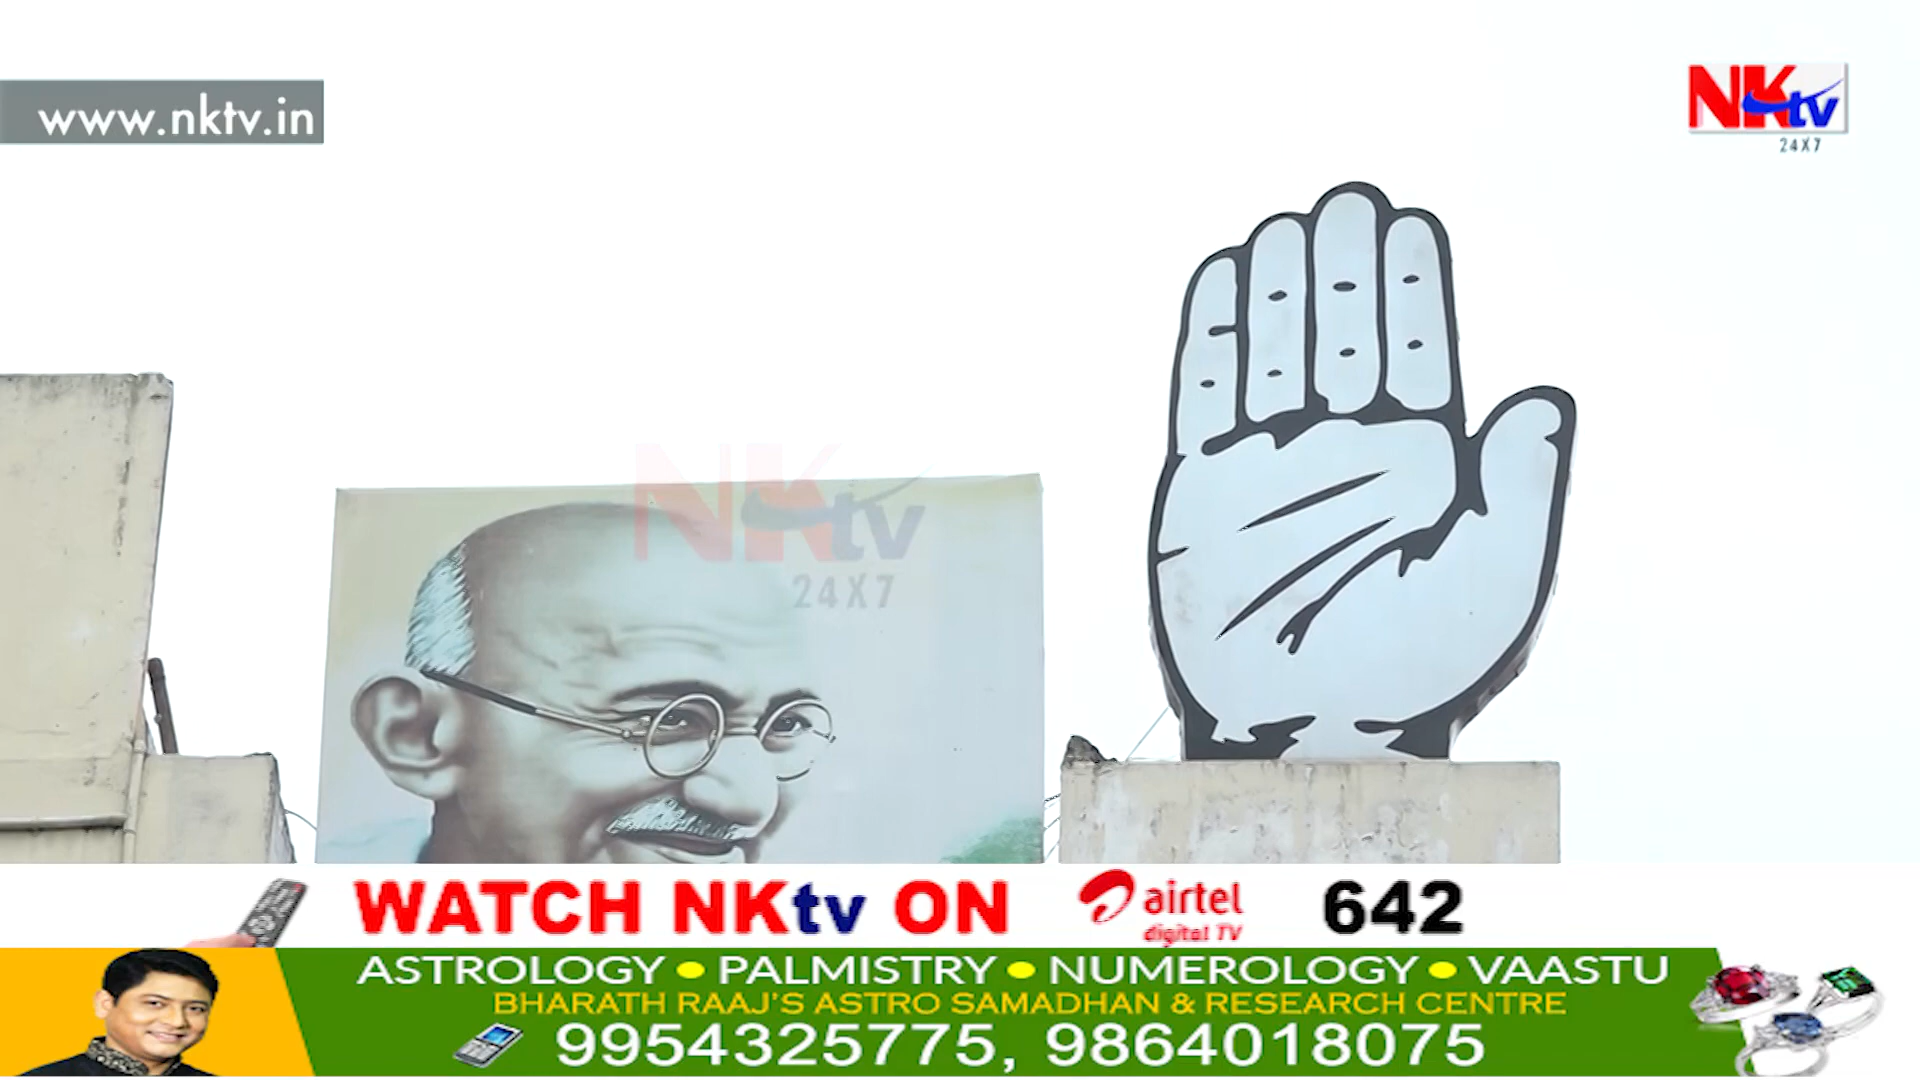 www.nktv.in
NKtv
24X7
NKtv
24X7
WATCH NKtv ON airtel digital TV 642
ASTROLOGY ● PALMISTRY ● NUMEROLOGY ● VAASTU
BHARATH RAAJ'S ASTRO SAMADHAN & RESEARCH CENTRE
9954325775, 9864018075